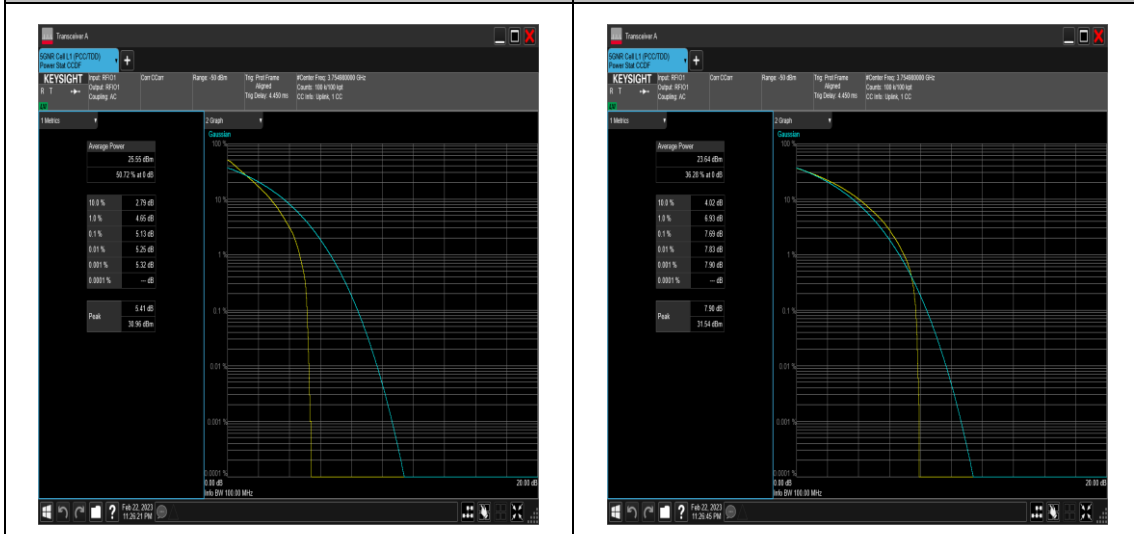 Transceiver A
5GNR Cell L1 (PCC/TDD)
Power Stat CCDF
+
KEYSIGHT
R T
Input: RFIO1
Output: RFIO1
Coupling: AC
Corr CCorr
Range: -50 dBm
Trig: Prot Frame
Aligned
Trig Delay: 4.450 ms
#Center Freq: 3.754980000 GHz
Counts: 100 k/100 kpt
CC Info: Uplink, 1 CC
1 Metrics
Average Power
25.55 dBm
50.72 % at 0 dB
10.0 % 2.79 dB
1.0 % 4.65 dB
0.1 % 5.13 dB
0.01 % 5.25 dB
0.001 % 5.32 dB
0.0001 % --- dB
Peak
5.41 dB
30.96 dBm
2 Graph
Gaussian
100 %
10 %
1 %
0.1 %
0.01 %
0.001 %
0.0001 %
0.00 dB
20.00 dB
Info BW 100.00 MHz
?
Feb 22, 2023
11:26:21 PM
Transceiver A
5GNR Cell L1 (PCC/TDD)
Power Stat CCDF
+
KEYSIGHT
R T
Input: RFIO1
Output: RFIO1
Coupling: AC
Corr CCorr
Range: -50 dBm
Trig: Prot Frame
Aligned
Trig Delay: 4.450 ms
#Center Freq: 3.754980000 GHz
Counts: 100 k/100 kpt
CC Info: Uplink, 1 CC
1 Metrics
Average Power
23.64 dBm
36.20 % at 0 dB
10.0 % 4.02 dB
1.0 % 6.93 dB
0.1 % 7.69 dB
0.01 % 7.83 dB
0.001 % 7.90 dB
0.0001 % --- dB
Peak
7.90 dB
31.54 dBm
2 Graph
Gaussian
100 %
10 %
1 %
0.1 %
0.01 %
0.001 %
0.0001 %
0.00 dB
20.00 dB
Info BW 100.00 MHz
?
Feb 22, 2023
11:26:45 PM